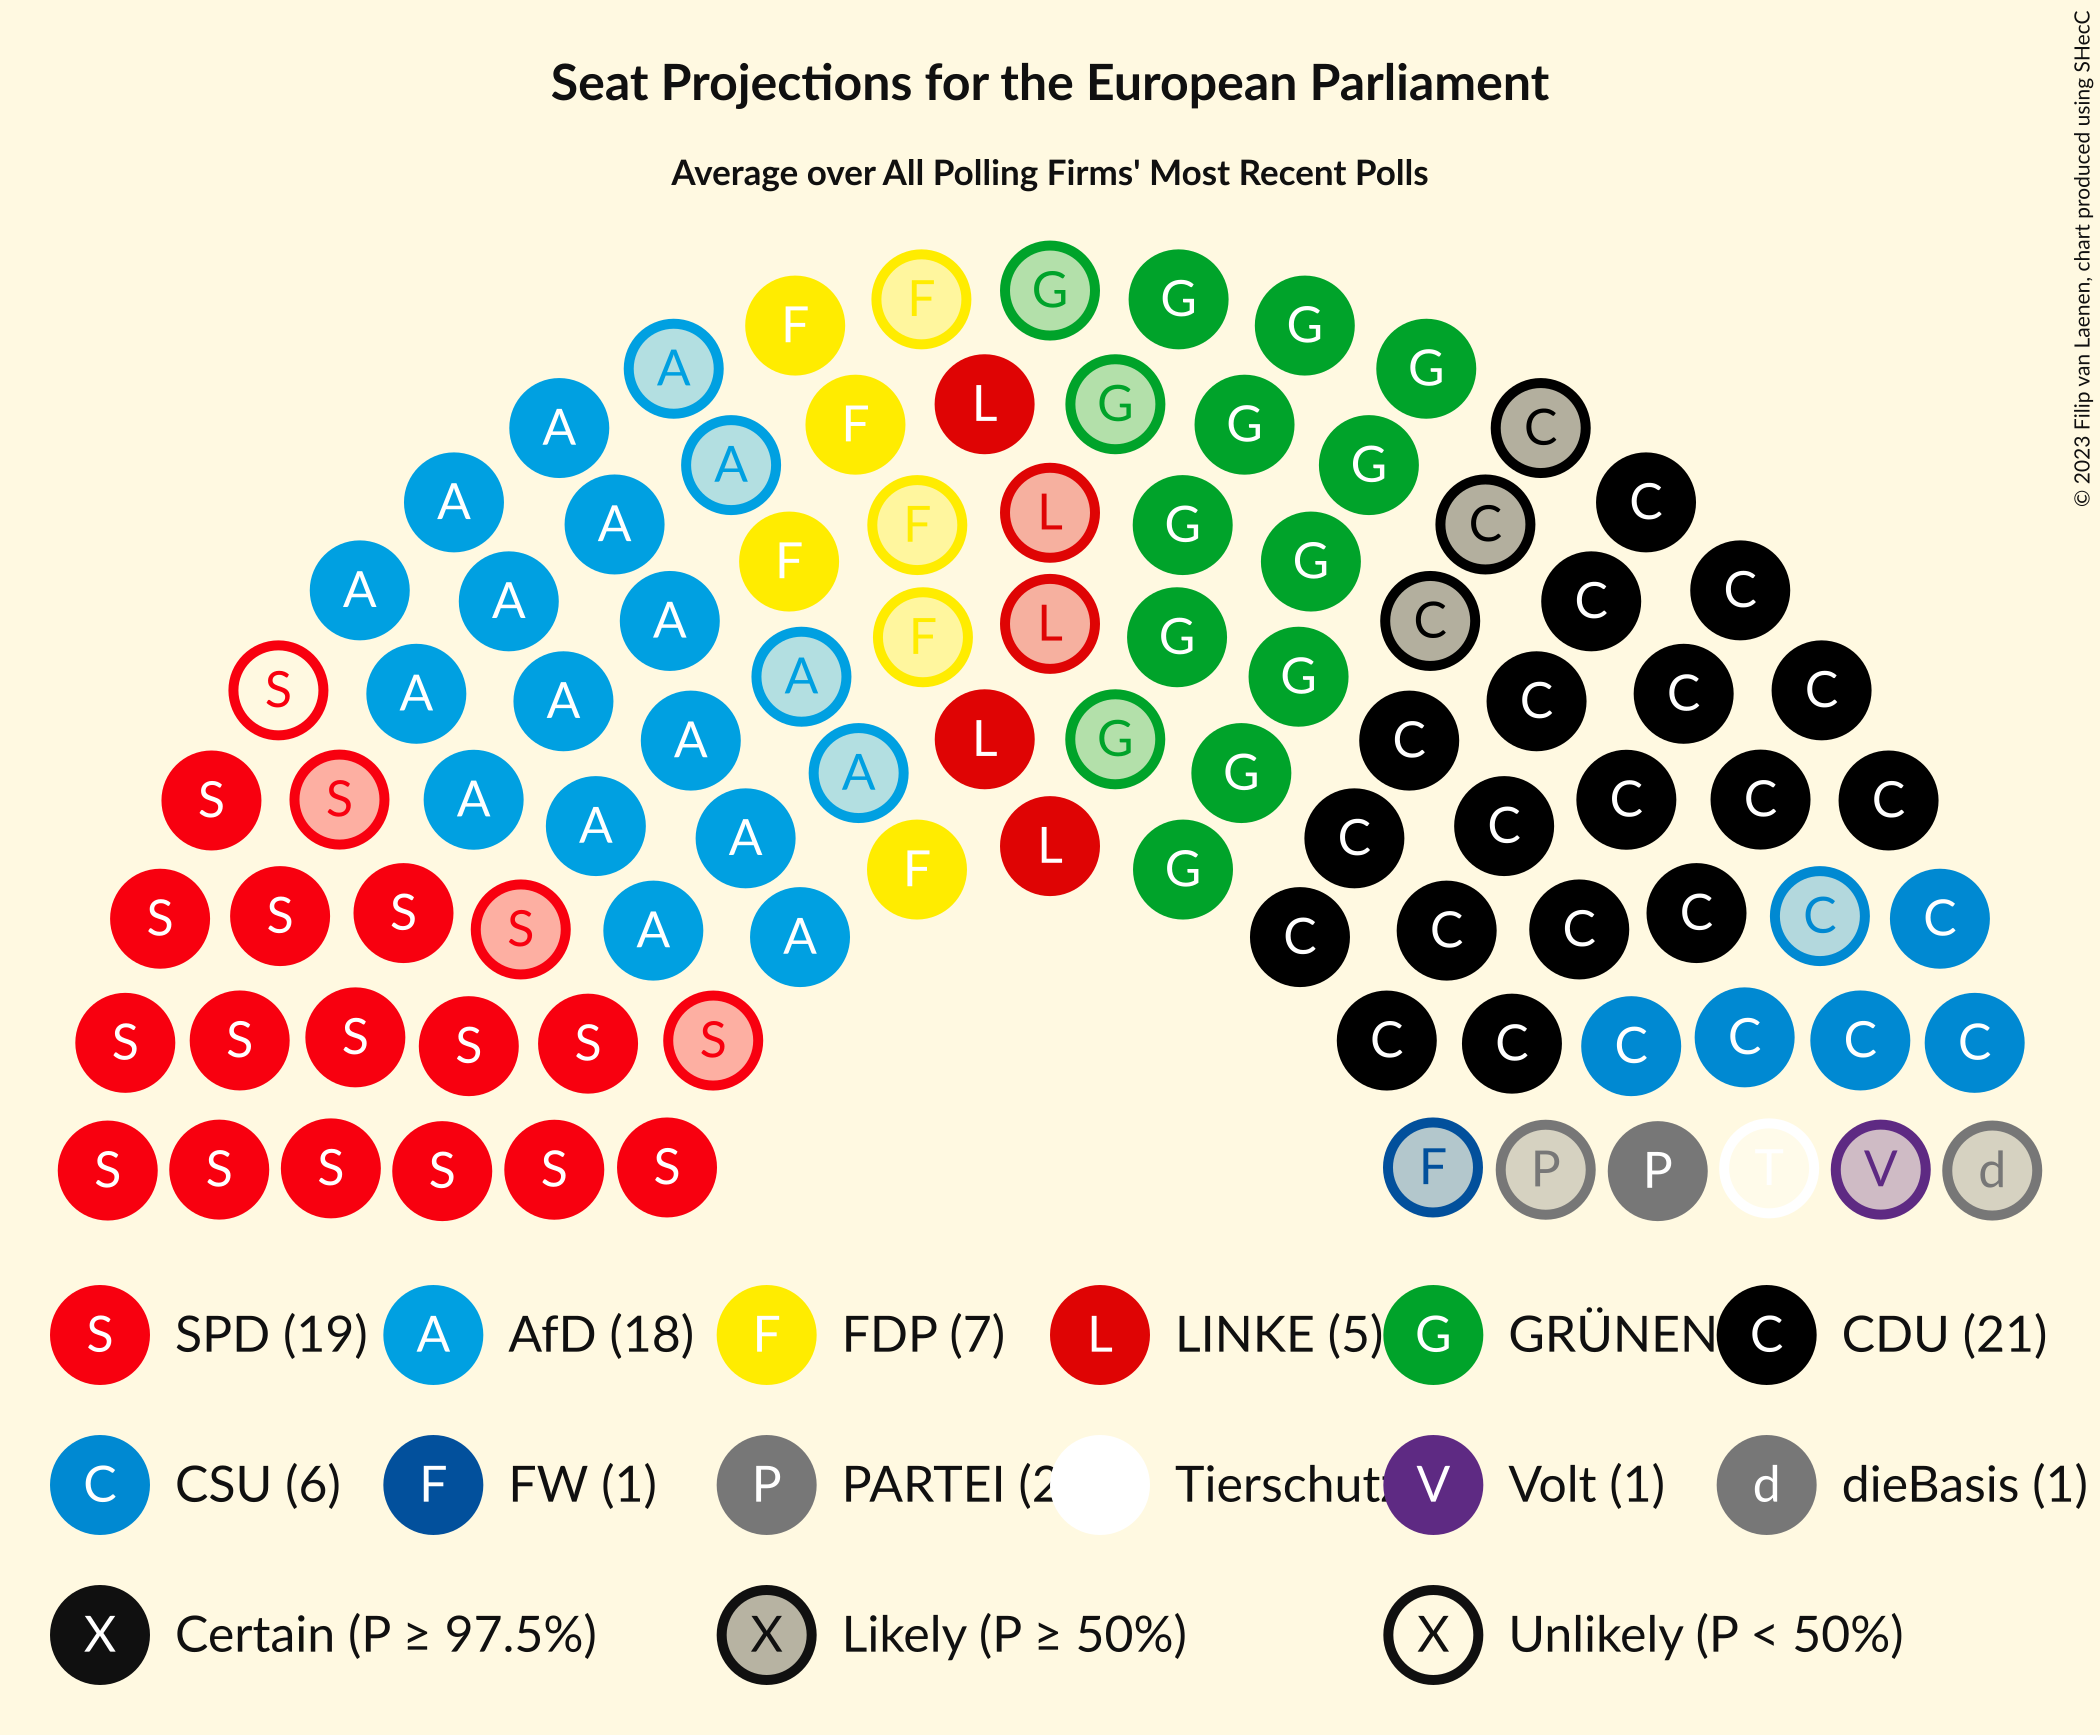 © 2023 Filip van Laenen, chart produced using SHecC
Seat Projections for the European Parliament
Average over All Polling Firms' Most Recent Polls
F F G G G
A G
A F L G G C
A G
A A F L G C C
F G
A A A F L G C C C
S A A A G C C C
A L G C
S S A A G C C C
A A L C C
F G
S S S S A A C C C C C C
S S S S S S C C C C C C
S S S S S S F P P T V d
S SPD (19) A AfD (18) F FDP (7) L LINKE (5) G GRÜNEN C CDU (21)
C CSU (6) F FW (1) P PARTEI (2 Tierschutz V Volt (1) d dieBasis (1)
X Certain (P ≥ 97.5%) X Likely (P ≥ 50%) X Unlikely (P < 50%)